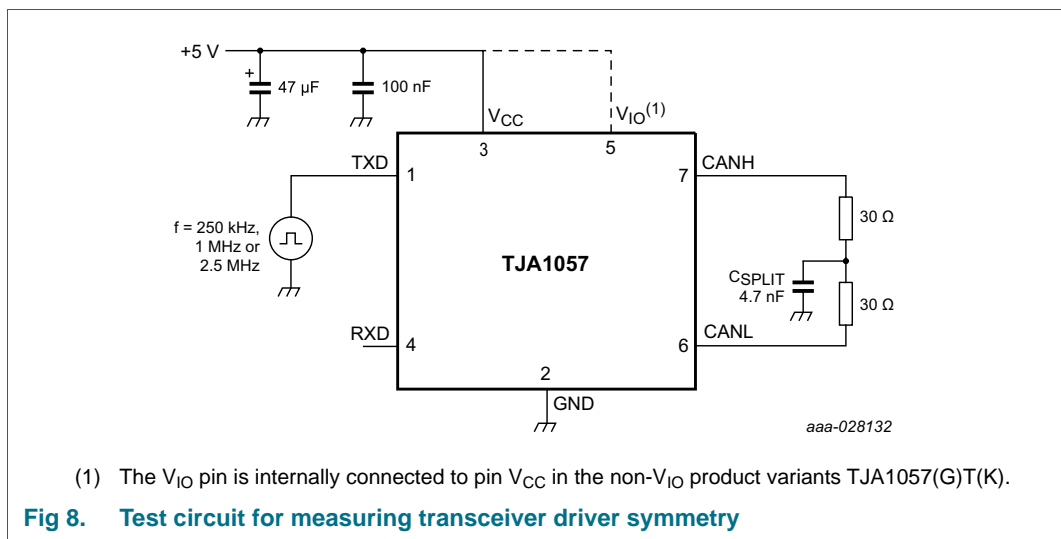 +5 V
+
47 µF
100 nF
VCC
VIO(1)
3
5
TXD
1
7
CANH
f = 250 kHz,
1 MHz or
2.5 MHz
30 Ω
TJA1057
CSPLIT
4.7 nF
30 Ω
RXD
4
6
CANL
2
GND
aaa-028132
(1) The VIO pin is internally connected to pin VCC in the non-VIO product variants TJA1057(G)T(K).
Fig 8. Test circuit for measuring transceiver driver symmetry